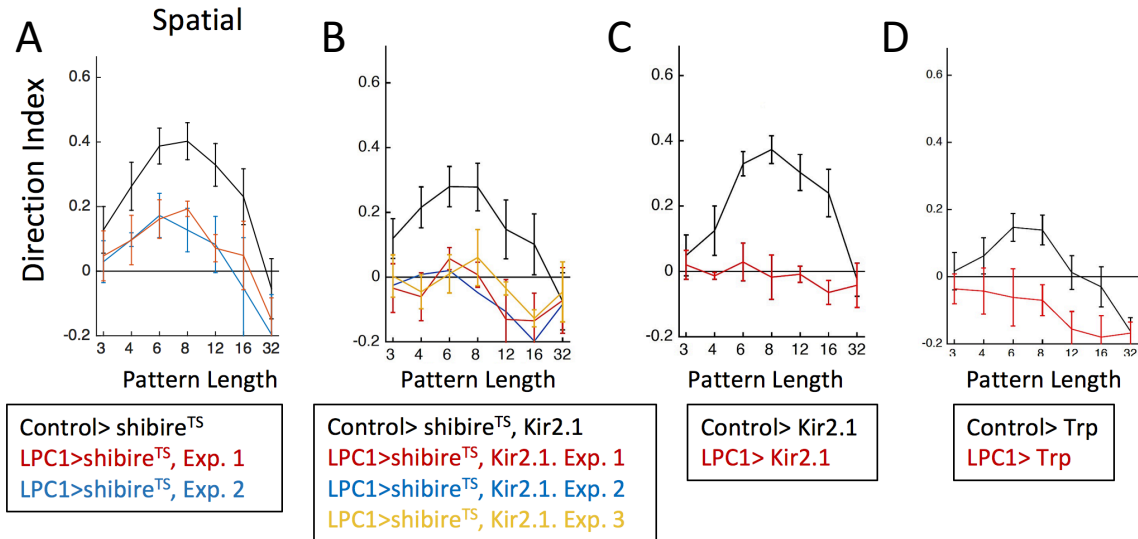 Spatial
A
B
C
D
Direction Index
0.6
0.4
0.2
0
-0.2
3 4 6 8 12 16 32
Pattern Length
0.6
0.4
0.2
0
-0.2
3 4 6 8 12 16 32
Pattern Length
0.6
0.4
0.2
0
-0.2
3 4 6 8 12 16 32
Pattern Length
0.6
0.4
0.2
0
-0.2
3 4 6 8 12 16 32
Pattern Length
Control> shibireTS
LPC1>shibireTS, Exp. 1
LPC1>shibireTS, Exp. 2
Control> shibireTS, Kir2.1
LPC1>shibireTS, Kir2.1. Exp. 1
LPC1>shibireTS, Kir2.1. Exp. 2
LPC1>shibireTS, Kir2.1. Exp. 3
Control> Kir2.1
LPC1> Kir2.1
Control> Trp
LPC1> Trp